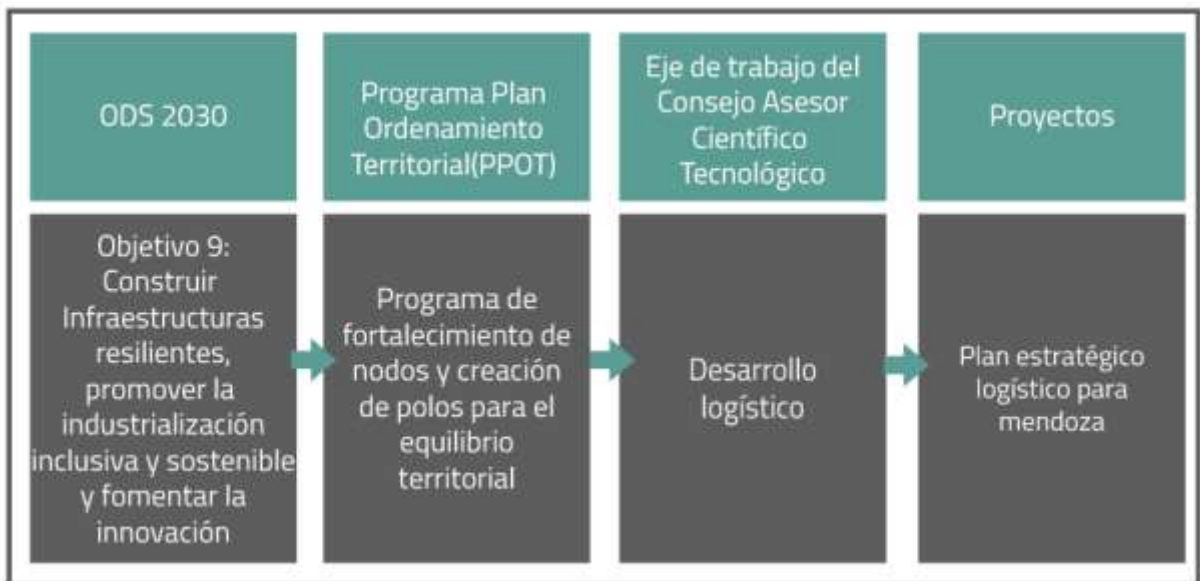 ODS 2030
Programa Plan
Ordenamiento
Territorial(PPOT)
Eje de trabajo del
Consejo Asesor
Científico
Tecnológico
Proyectos
Objetivo 9:
Construir
Infraestructuras
resilientes,
promover la
industrialización
inclusiva y sostenible
y fomentar la
innovación
Programa de
fortalecimiento de
nodos y creación
de polos para el
equilibrio
territorial
Desarrollo
logístico
Plan estratégico
logístico para
mendoza